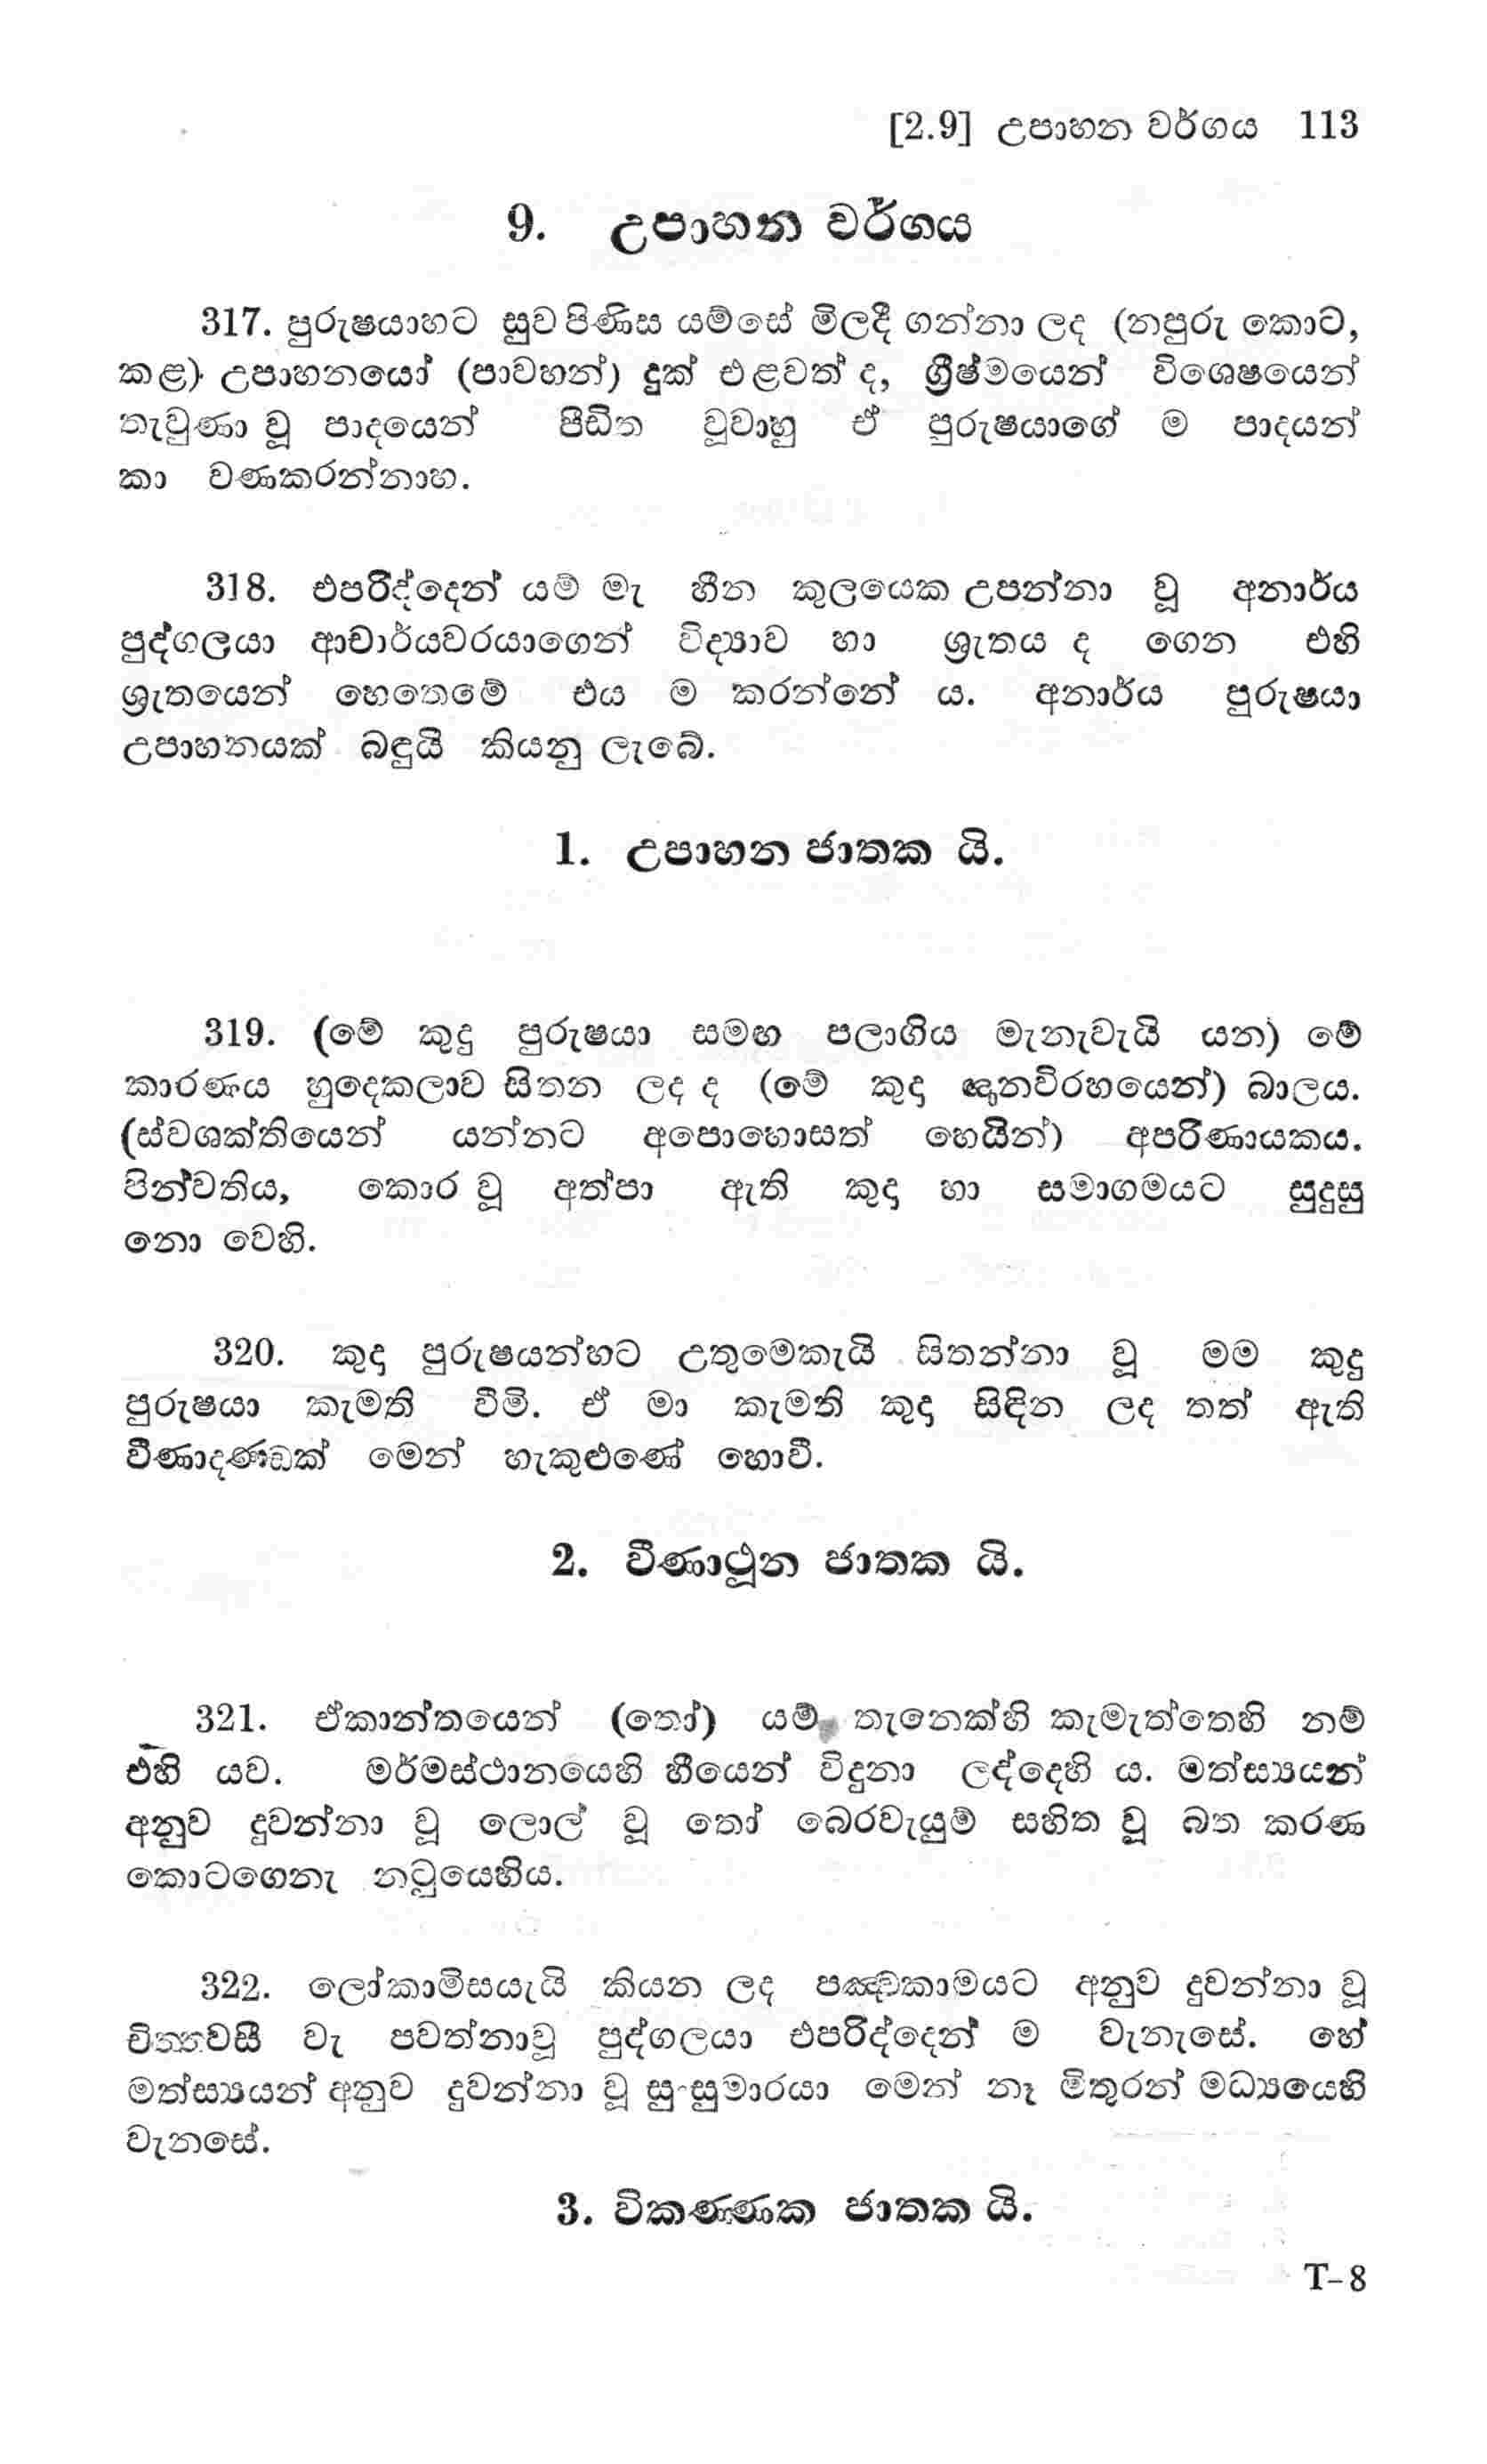 [2.9] උපාහන වර්ගය 113
9. උපාහන වර්ගය
317. පුරුෂයාහට සුව පිණිස යම්සේ මිලදී ගන්නා ලද (නපුරු කොට,
කළ) උපාහනයෝ (පාවහන්) දුක් එළවත් ද, ග්‍රීෂ්මයෙන් විශෙෂයෙන්
තැවුණා වූ පාදයෙන් පීඩිත වූවාහු ඒ පුරුෂයාගේ ම පාදයන්
කා වණකරන්නාහ.
318. එපරිද්දෙන් යම් මැ හීන කුලයෙක උපන්නා වූ අනාර්ය
පුද්ගලයා ආචාර්යවරයාගෙන් විද්‍යාව හා ශ්‍රැතය ද ගෙන එහි
ශ්‍රැතයෙන් හෙතෙමේ එය ම කරන්නේ ය. අනාර්ය පුරුෂයා
උපාහනයක් බඳුයි කියනු ලැබේ.
1. උපාහන ජාතක යි.
319. (මේ කුදු පුරුෂයා සමඟ පලාගිය මැනැවැයි යන) මේ
කාරණය හුදෙකලාව සිතන ලද ද (මේ කුදා ඤානවිරහයෙන්) බාලය.
(ස්වශක්තියෙන් යන්නට අපොහොසත් හෙයින්) අපරිණායකය.
පින්වතිය, කොර වූ අත්පා ඇති කුදා හා සමාගමයට සුදුසු
නො වෙහි.
320. කුදා පුරුෂයන්හට උතුමෙකැයි සිතන්නා වූ මම කුදු
පුරුෂයා කැමති වීමි. ඒ මා කැමති කුදා සිඳින ලද තත් ඇති
වීණාදණ්ඩක් මෙන් හැකුළුණේ හොවී.
2. වීණාථූන ජාතක යි.
321. ඒකාන්තයෙන් (තෝ) යම් තැනෙක්හි කැමැත්තෙහි නම්
එහි යව. මර්මස්ථානයෙහි හීයෙන් විදුනා ලද්දෙහි ය. මත්ස්‍යයන්
අනුව දුවන්නා වූ ලොල් වූ තෝ බෙරවැයුම් සහිත වූ බත කරණ
කොටගෙනැ නටුයෙහිය.
322. ලෝකාමිසයැයි කියන ලද පඤ්චකාමයට අනුව දුවන්නා වූ
චිත්තවසී වැ පවත්නාවූ පුද්ගලයා එපරිද්දෙන් ම වැනැසේ. හේ
මත්ස්‍යයන් අනුව දුවන්නා වූ සුංසුමාරයා මෙන් නෑ මිතුරන් මධ්‍යයෙහි
වැනසේ.
3. විකණ්ණක ජාතක යි.
T-8